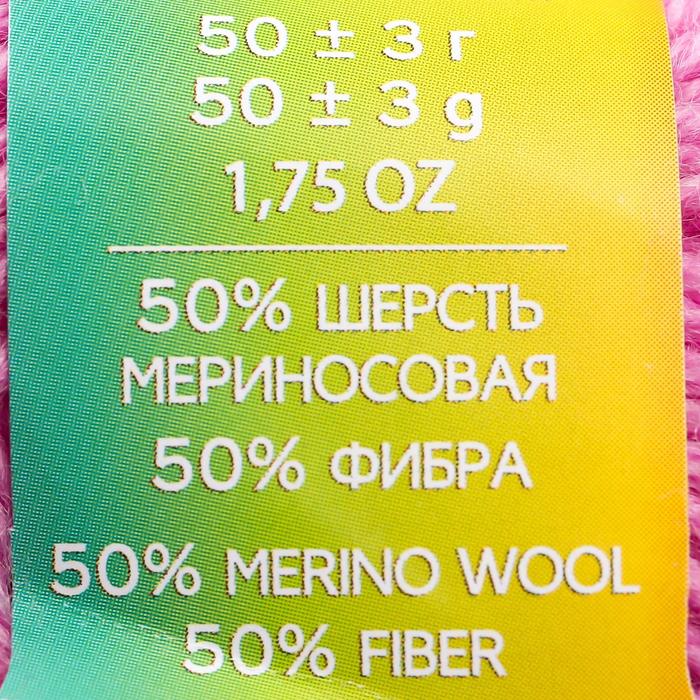 50 ± 3 г
50 ± 3 g
1,75 OZ
50% ШЕРСТЬ
МЕРИНОСОВАЯ
50% ФИБРА
50% MERINO WOOL
50% FIBER